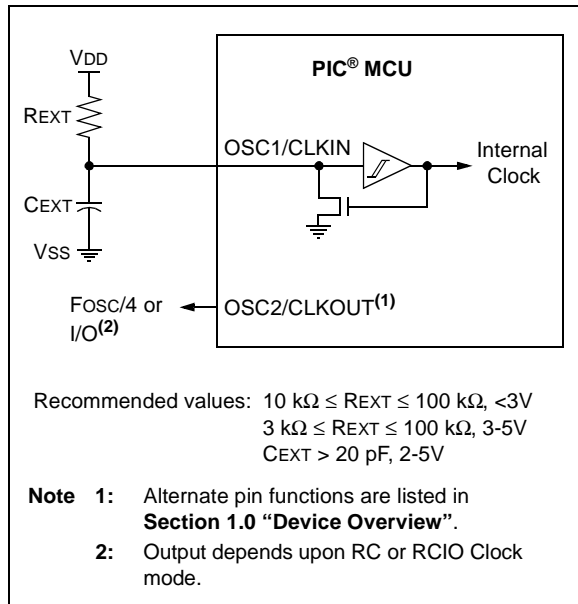 VDD
PIC® MCU
REXT
OSC1/CLKIN
Internal
Clock
CEXT
VSS
FOSC/4 or
I/O(2)
OSC2/CLKOUT(1)
Recommended values: 10 kΩ ≤ REXT ≤ 100 kΩ, <3V
3 kΩ ≤ REXT ≤ 100 kΩ, 3-5V
CEXT > 20 pF, 2-5V
Note 1: Alternate pin functions are listed in
Section 1.0 “Device Overview”.
2: Output depends upon RC or RCIO Clock
mode.